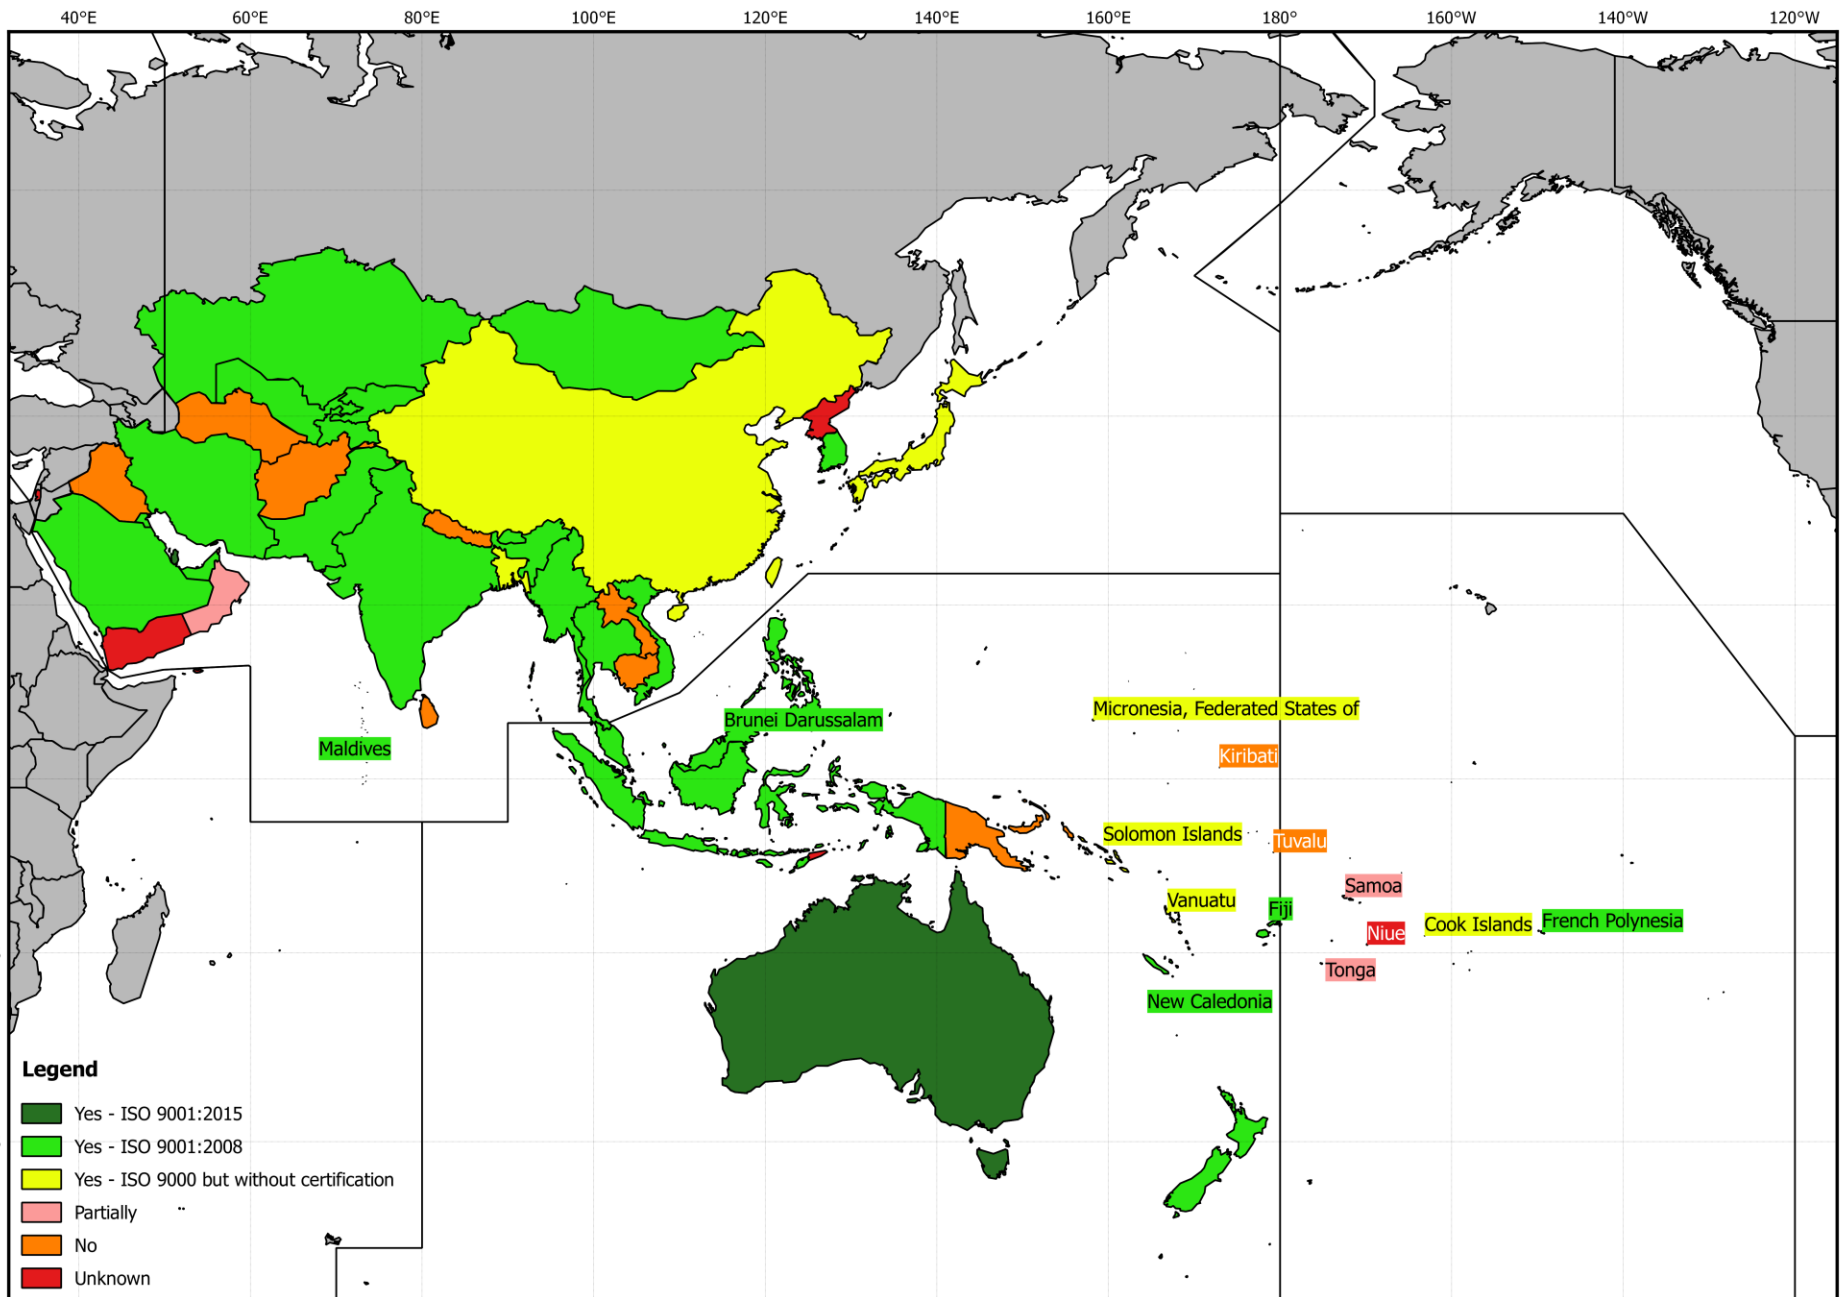 40°E 60°E 80°E 100°E 120°E 140°E 160°E 180° 160°W 140°W 120°W
Micronesia, Federated States of
Brunei Darussalam
Maldives
Kiribati
Solomon Islands
Tuvalu
Samoa
Vanuatu
Fiji
French Polynesia
Cook Islands
Niue
Tonga
New Caledonia
Legend
Yes - ISO 9001:2015
Yes - ISO 9001:2008
Yes - ISO 9000 but without certification
Partially
No
Unknown